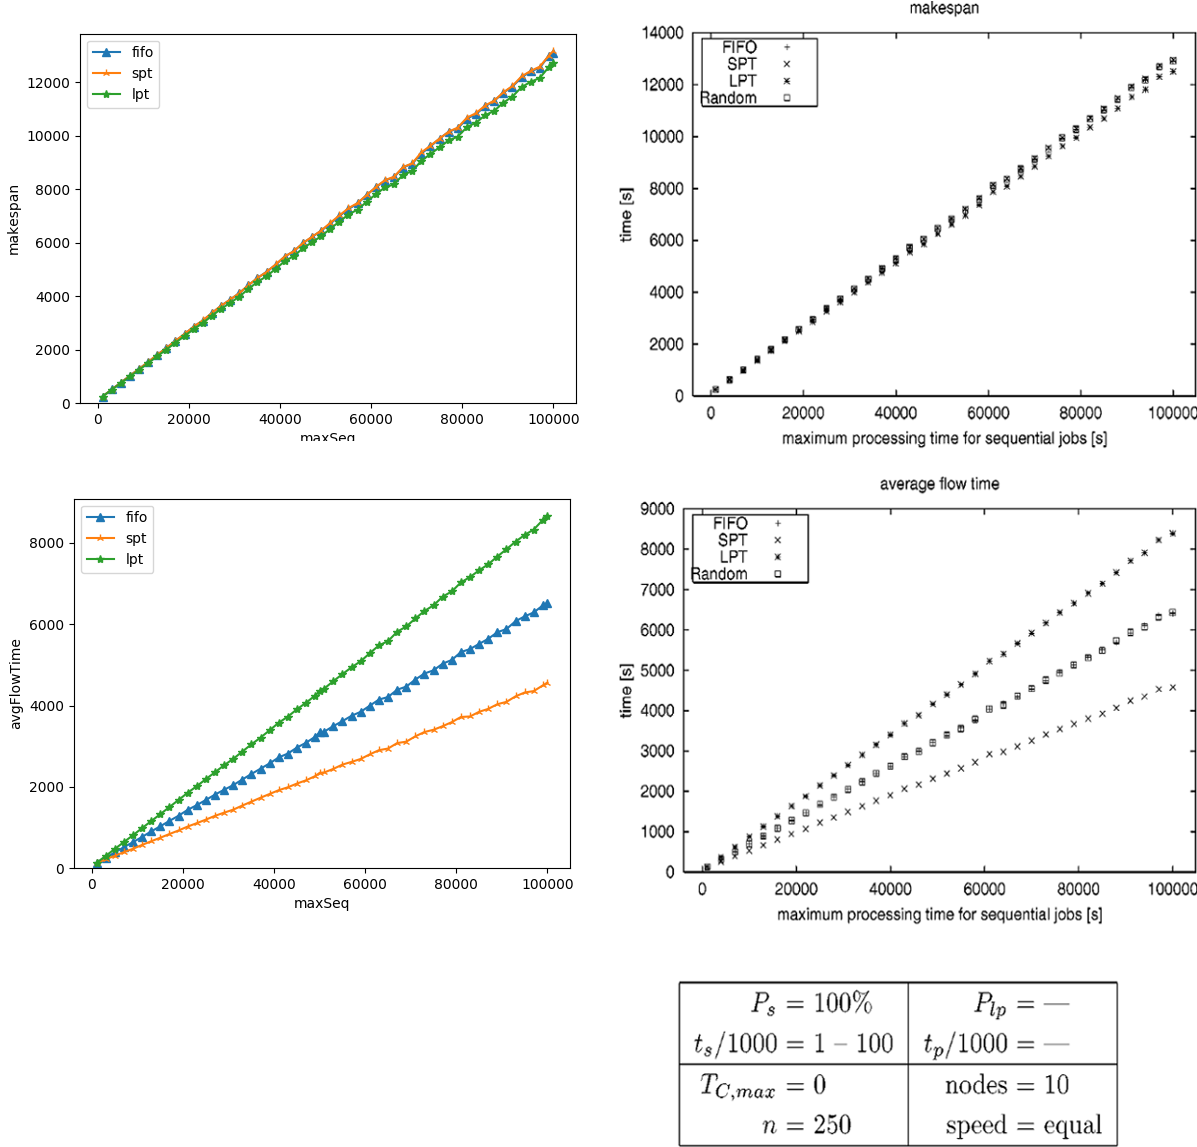 fifo
spt
lpt
12000
10000
8000
6000
4000
2000
0
makespan
0 20000 40000 60000 80000 100000
maxSeq
makespan
14000
12000
10000
8000
6000
4000
2000
0
FIFO
SPT
LPT
Random
time [s]
0 20000 40000 60000 80000 100000
maximum processing time for sequential jobs [s]
fifo
spt
lpt
8000
6000
4000
2000
0
avgFlowTime
0 20000 40000 60000 80000 100000
maxSeq
average flow time
9000
8000
7000
6000
5000
4000
3000
2000
1000
0
FIFO
SPT
LPT
Random
time [s]
0 20000 40000 60000 80000 100000
maximum processing time for sequential jobs [s]
P_s = 100% P_lp = —
t_s/1000 = 1 – 100 t_p/1000 = —
T_C,max = 0 nodes = 10
n = 250 speed = equal